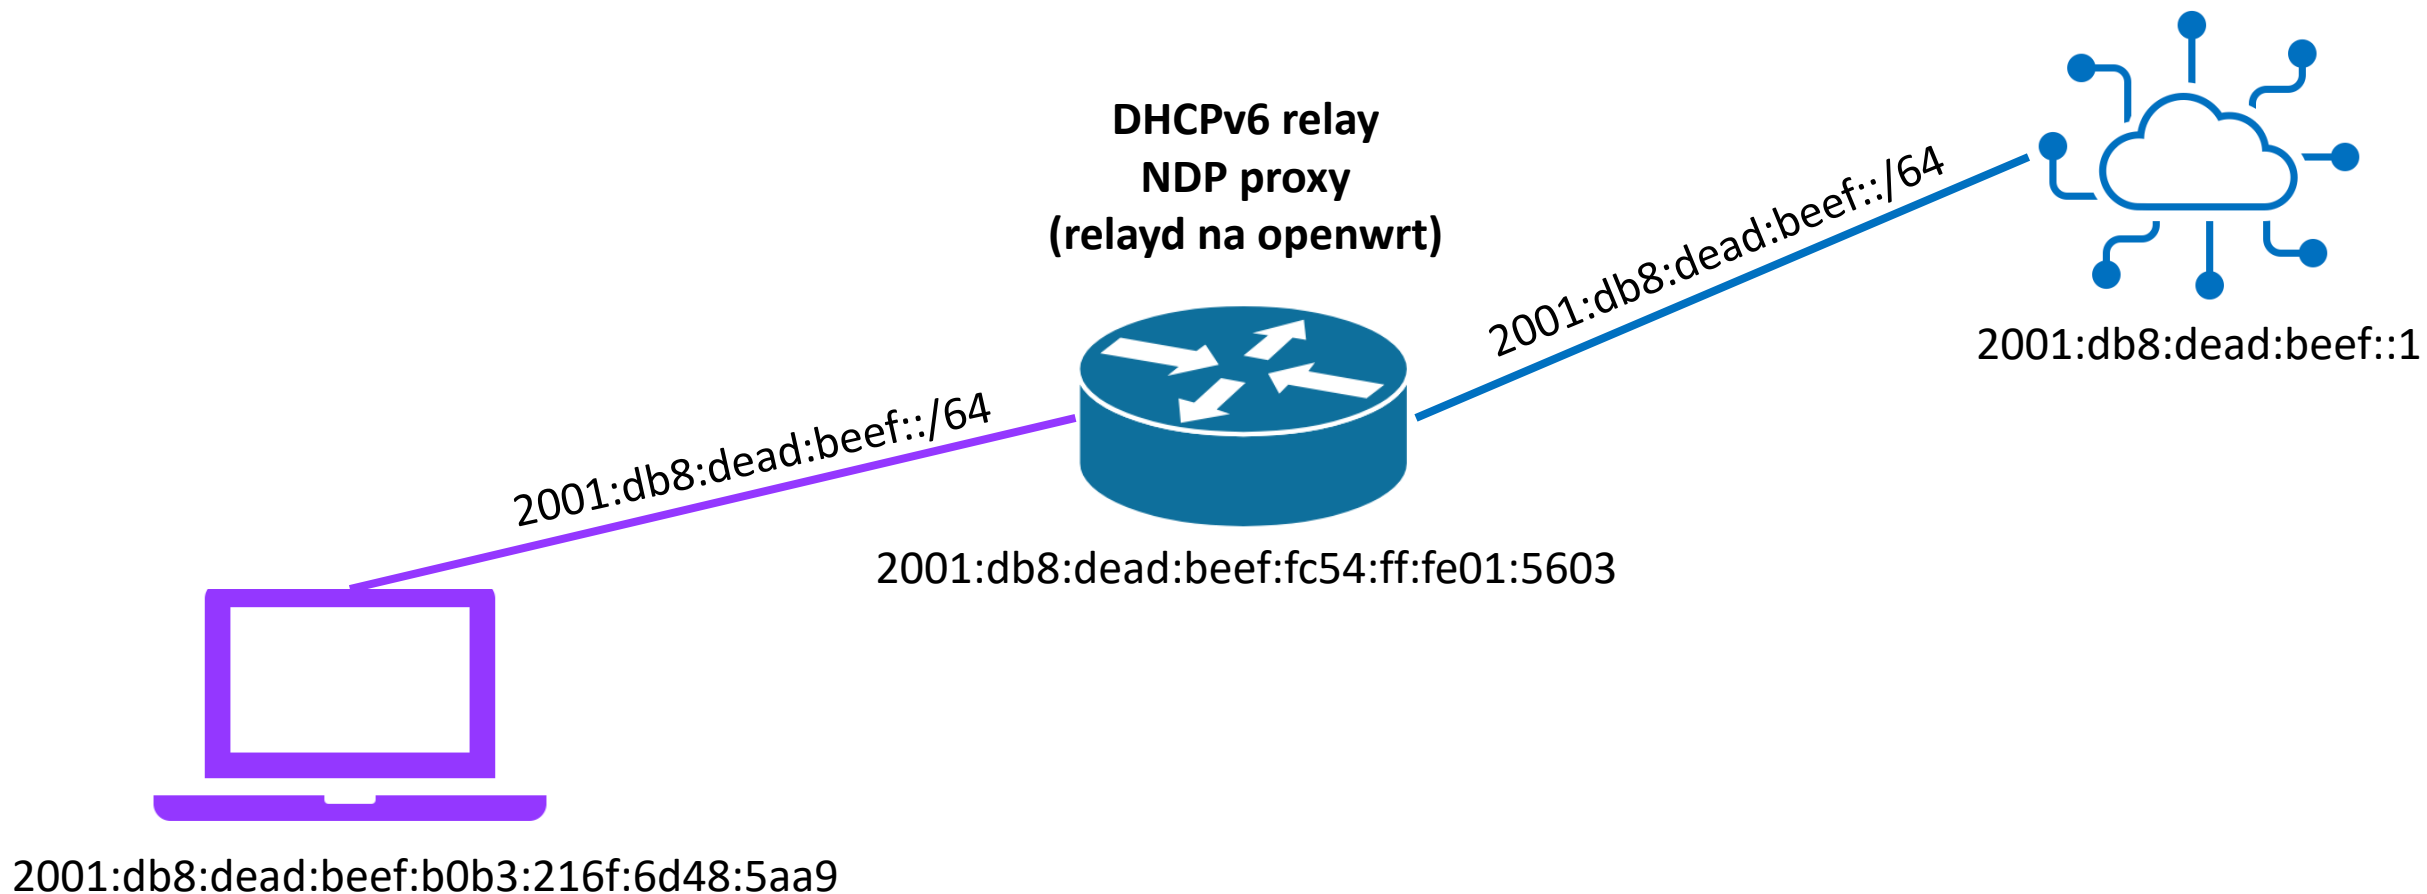 DHCPv6 relay
NDP proxy
(relayd na openwrt)
2001:db8:dead:beef::/64
2001:db8:dead:beef::1
2001:db8:dead:beef::/64
2001:db8:dead:beef:fc54:ff:fe01:5603
2001:db8:dead:beef:b0b3:216f:6d48:5aa9